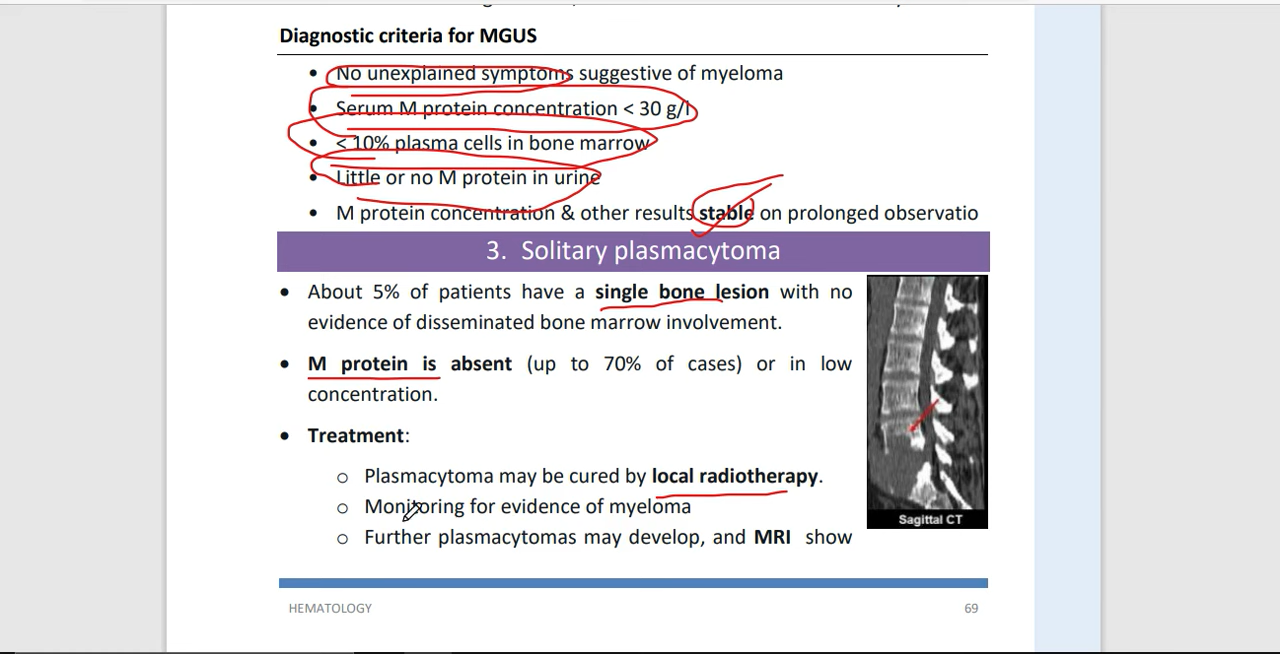 Diagnostic criteria for MGUS
• No unexplained symptoms suggestive of myeloma
• Serum M protein concentration < 30 g/l
• < 10% plasma cells in bone marrow
• Little or no M protein in urine
• M protein concentration & other results stable on prolonged observatio
3. Solitary plasmacytoma
• About 5% of patients have a single bone lesion with no
evidence of disseminated bone marrow involvement.
• M protein is absent (up to 70% of cases) or in low
concentration.
• Treatment:
o Plasmacytoma may be cured by local radiotherapy.
o Monitoring for evidence of myeloma
o Further plasmacytomas may develop, and MRI show
Sagittal CT
HEMATOLOGY 69